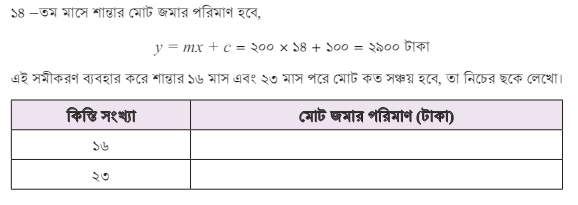 ১৪ –তম মাসে শান্তার মোট জমার পরিমাণ হবে,
y = mx + c = ২০০ × ১৪ + ১০০ = ২৯০০ টাকা
এই সমীকরণ ব্যবহার করে শান্তার ১৬ মাস এবং ২৩ মাস পরে মোট কত সঞ্চয় হবে, তা নিচের ছকে লেখো।
কিস্তি সংখ্যা মোট জমার পরিমাণ (টাকা)
১৬
২৩